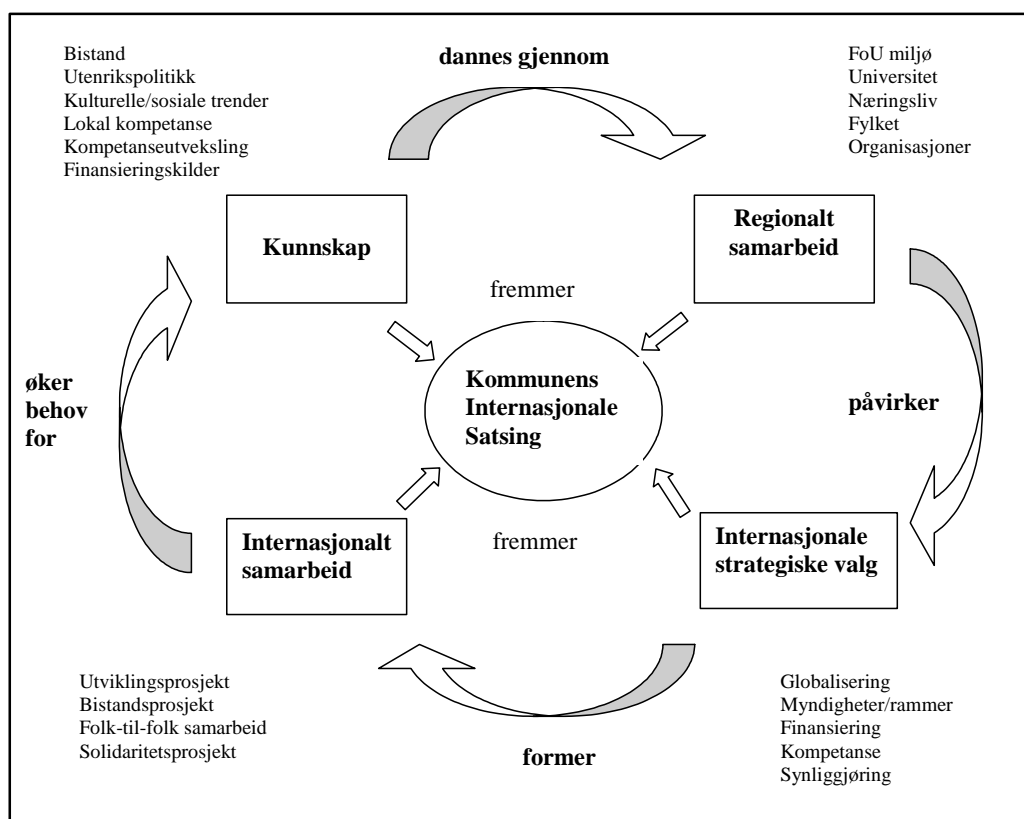 Bistand
Utenrikspolitikk
Kulturelle/sosiale trender
Lokal kompetanse
Kompetanseutveksling
Finansieringskilder
dannes gjennom
FoU miljø
Universitet
Næringsliv
Fylket
Organisasjoner
Kunnskap
Regionalt
samarbeid
fremmer
øker
behov
for
Kommunens
Internasjonale
Satsing
påvirker
Internasjonalt
samarbeid
fremmer
Internasjonale
strategiske valg
Utviklingsprosjekt
Bistandsprosjekt
Folk-til-folk samarbeid
Solidaritetsprosjekt
former
Globalisering
Myndigheter/rammer
Finansiering
Kompetanse
Synliggjøring